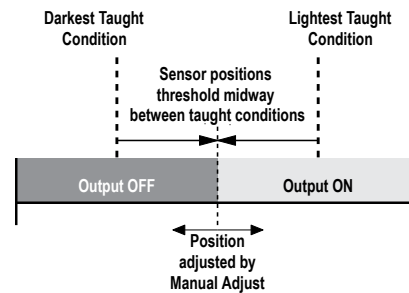 Darkest Taught
Condition
Lightest Taught
Condition
Sensor positions
threshold midway
between taught conditions
Output OFF
Output ON
Position
adjusted by
Manual Adjust